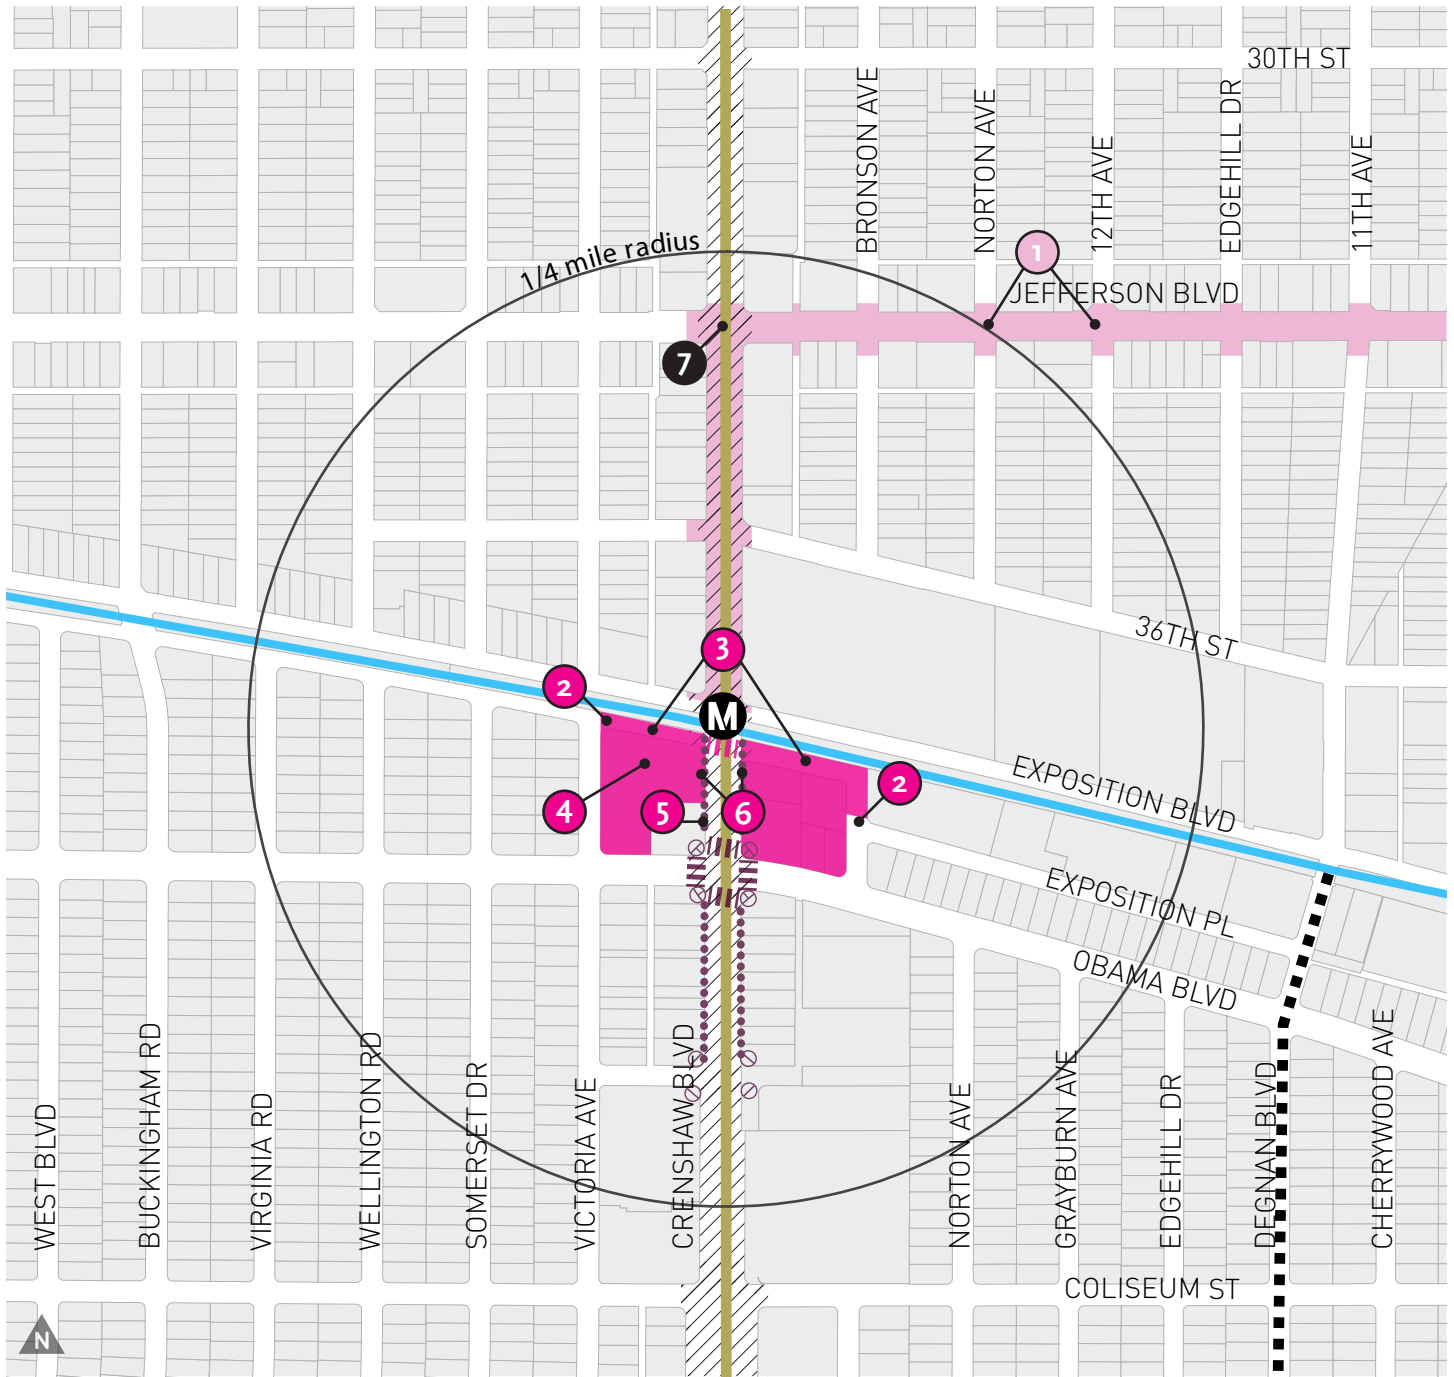 30TH ST
BRONSON AVE
NORTON AVE
12TH AVE
EDGEHILL DR
11TH AVE
1/4 mile radius
1
JEFFERSON BLVD
7
36TH ST
3
2
M
EXPOSITION BLVD
2
4
5
6
EXPOSITION PL
OBAMA BLVD
WEST BLVD
BUCKINGHAM RD
VIRGINIA RD
WELLINGTON RD
SOMERSET DR
VICTORIA AVE
CRENSHAW BLVD
NORTON AVE
GRAYBURN AVE
EDGEHILL DR
DEGNAN BLVD
CHERRYWOOD AVE
COLISEUM ST
N